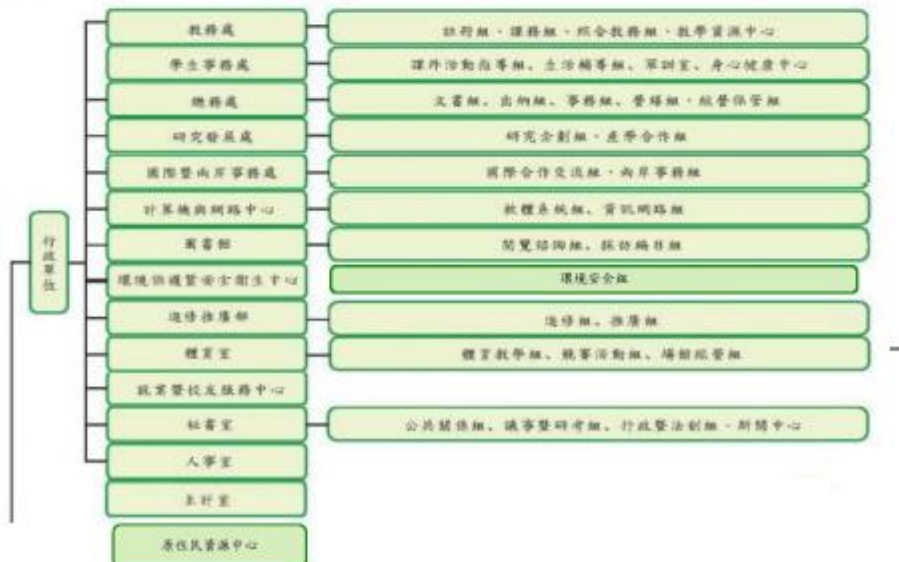 行政單位
教務處
註冊組、課務組、綜合教務組、教學資源中心
學生事務處
課外活動指導組、生活輔導組、軍訓室、身心健康中心
總務處
文書組、出納組、事務組、營繕組、經營保管組
研究發展處
研究企劃組、產學合作組
國際暨兩岸事務處
國際合作交流組、兩岸事務組
計算機與網路中心
軟體系統組、資訊網路組
圖書館
閱覽諮詢組、採訪編目組
環境保護暨安全衛生中心
環境安全組
進修推廣部
進修組、推廣組
體育室
體育教學組、競賽活動組、場館經營組
就業暨校友服務中心
秘書室
公共關係組、議事暨研考組、行政暨法制組、新聞中心
人事室
主計室
原住民資源中心